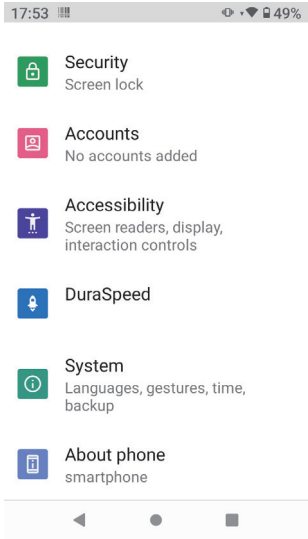 17:53 49%
Security
Screen lock
Accounts
No accounts added
Accessibility
Screen readers, display,
interaction controls
DuraSpeed
System
Languages, gestures, time,
backup
About phone
smartphone